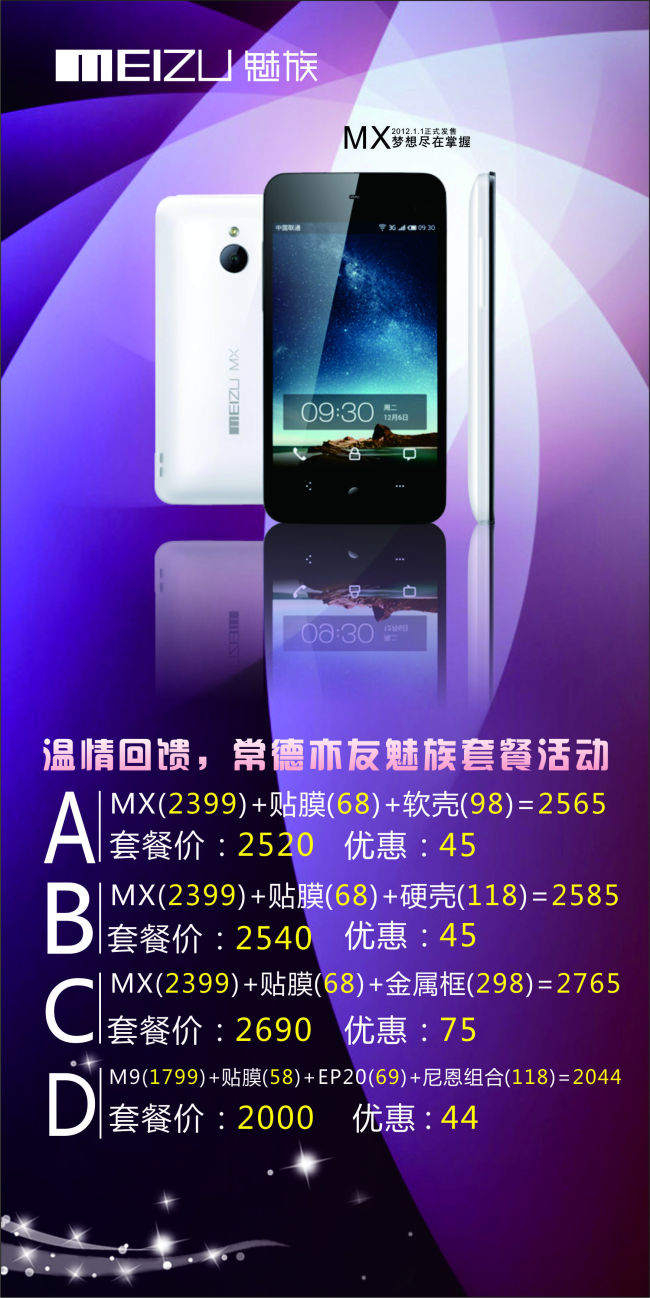 MEIZU 魅族
MX 2012.1.1正式发售
梦想尽在掌握
中国联通 3G 09:30
MEIZU MX
09:30 周二
12月6日
温情回馈，常德木友魅族套餐活动
A MX(2399)+贴膜(68)+软壳(98)=2565
套餐价：2520 优惠：45
B MX(2399)+贴膜(68)+硬壳(118)=2585
套餐价：2540 优惠：45
C MX(2399)+贴膜(68)+金属框(298)=2765
套餐价：2690 优惠：75
D M9(1799)+贴膜(58)+EP20(69)+尼恩组合(118)=2044
套餐价：2000 优惠：44